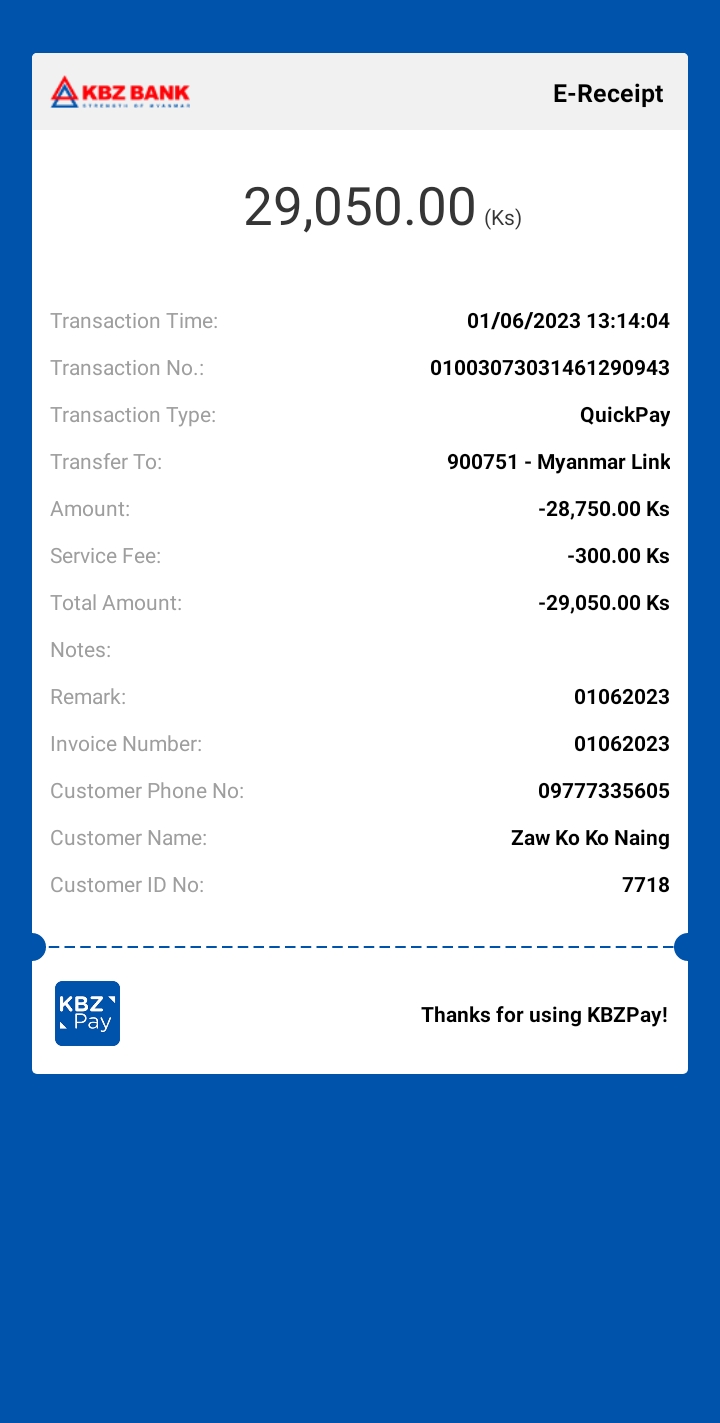 KBZ BANK
STRENGTH OF MYANMAR
E-Receipt
29,050.00 (Ks)
Transaction Time: 01/06/2023 13:14:04
Transaction No.: 01003073031461290943
Transaction Type: QuickPay
Transfer To: 900751 - Myanmar Link
Amount: -28,750.00 Ks
Service Fee: -300.00 Ks
Total Amount: -29,050.00 Ks
Notes:
Remark: 01062023
Invoice Number: 01062023
Customer Phone No: 09777335605
Customer Name: Zaw Ko Ko Naing
Customer ID No: 7718
KBZ
Pay
Thanks for using KBZPay!